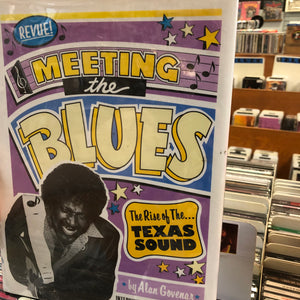 REVUE!
MEETING
the
BLUES
The Rise of The...
TEXAS
SOUND
by Alan Govenar